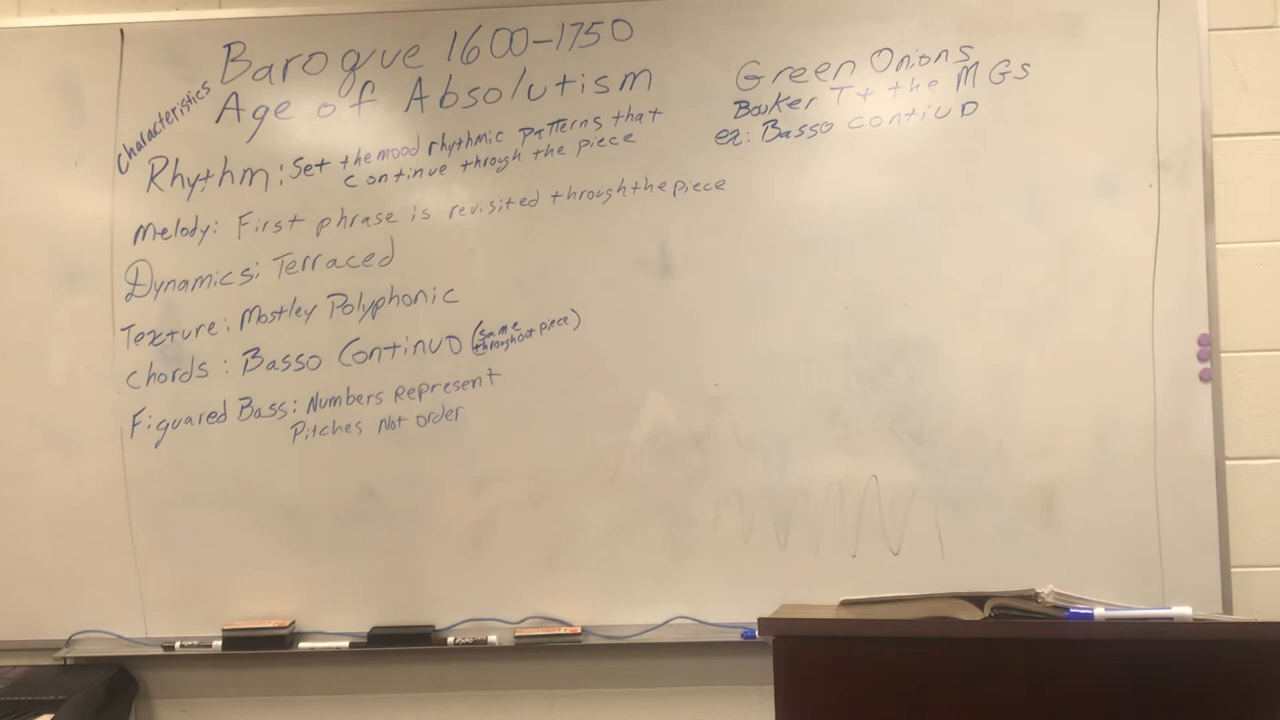 Baroque 1600-1750
Age of Absolutism
Characteristics
Rhythm: Set the mood rhythmic patterns that
continue through the piece
Melody: First phrase is revisited through the piece
Dynamics: Terraced
Texture: Mostley Polyphonic
Chords: Basso Continuo (same
throughout piece)
Figuared Bass: Numbers Represent
Pitches Not order
Green Onions
Booker T + the M Gs
ex: Basso contiuo